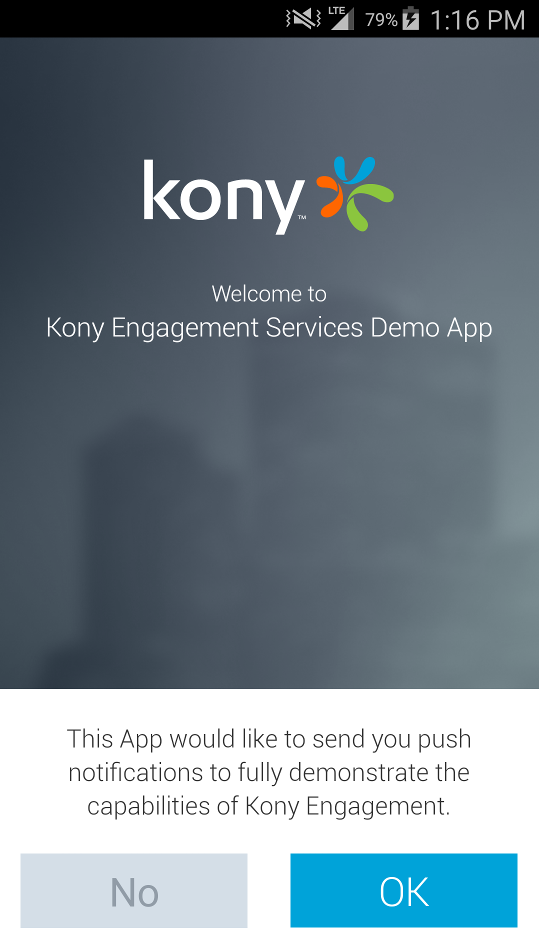 LTE 79% 1:16 PM
kony™
Welcome to
Kony Engagement Services Demo App
This App would like to send you push
notifications to fully demonstrate the
capabilities of Kony Engagement.
No OK